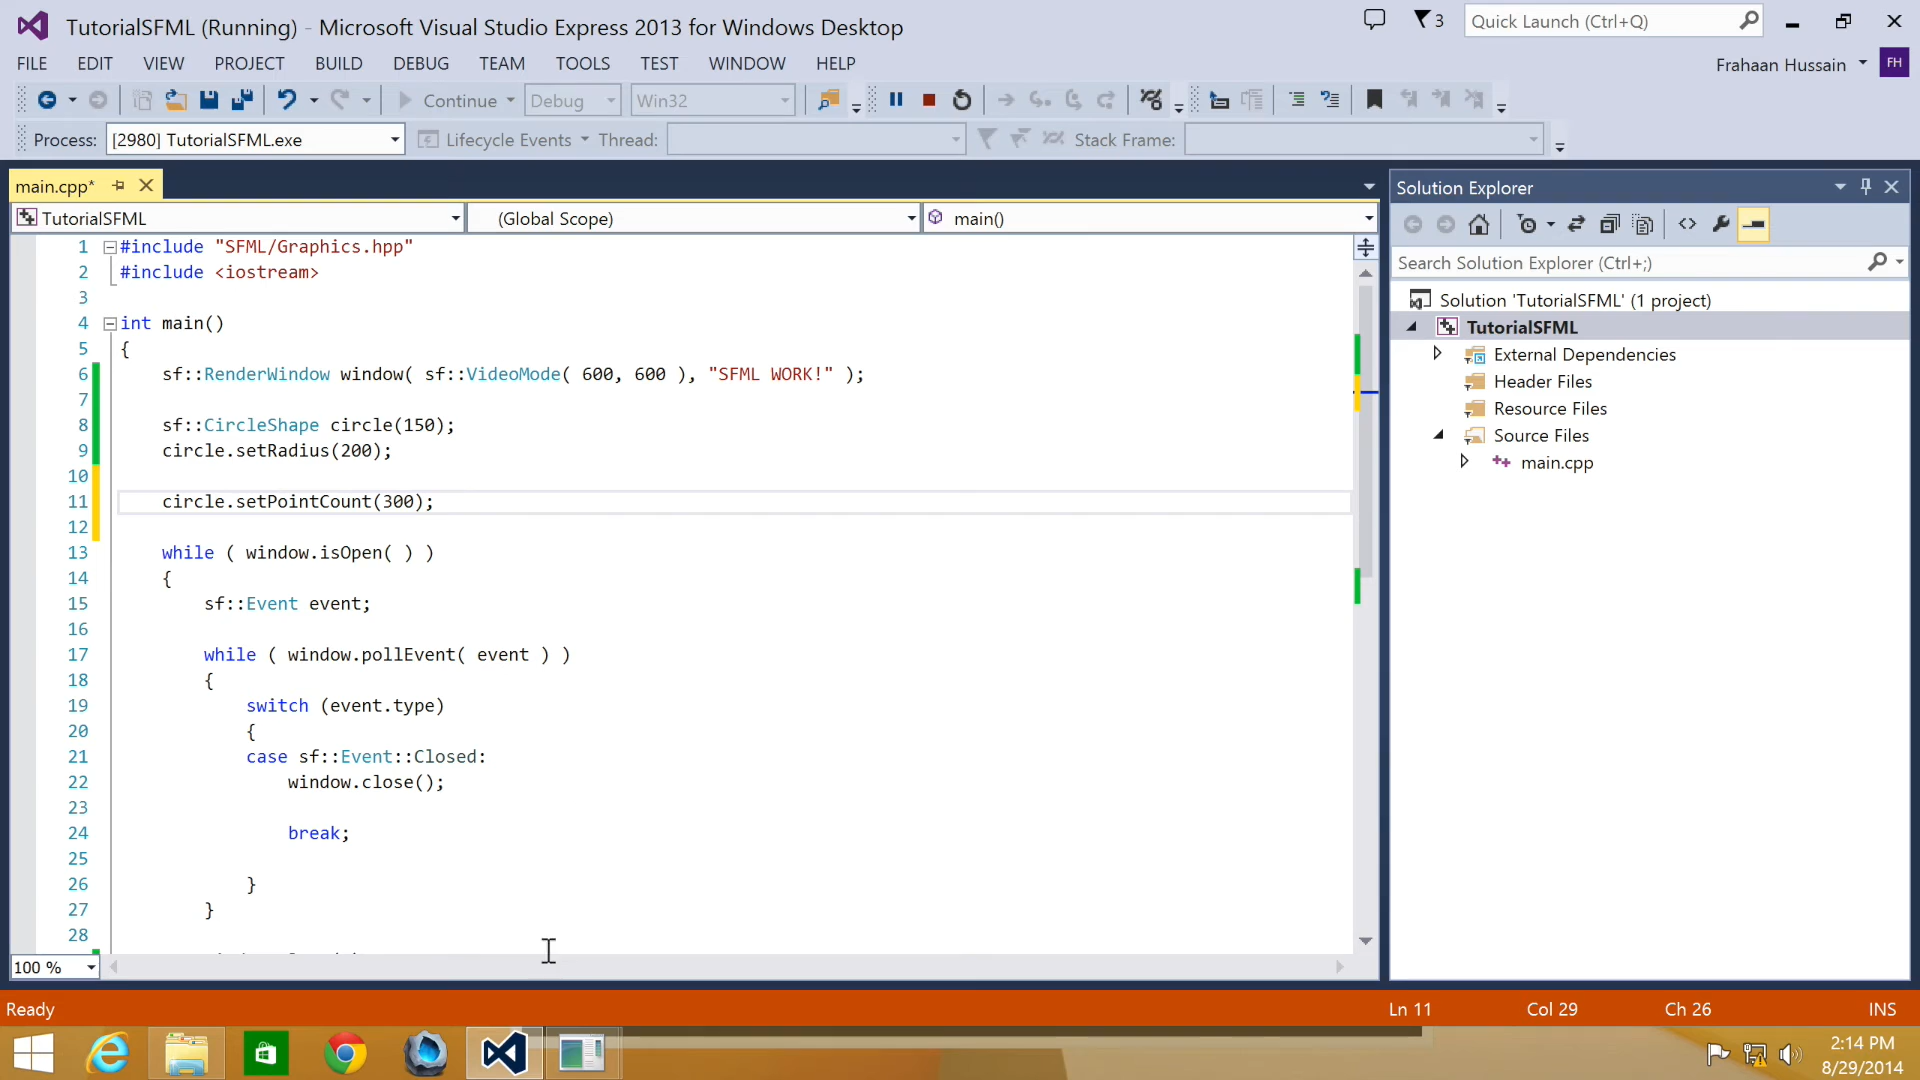 TutorialSFML (Running) - Microsoft Visual Studio Express 2013 for Windows Desktop
3
Quick Launch (Ctrl+Q)
FILE EDIT VIEW PROJECT BUILD DEBUG TEAM TOOLS TEST WINDOW HELP
Frahaan Hussain FH
Continue Debug Win32
Process: [2980] TutorialSFML.exe Lifecycle Events Thread: Stack Frame:
main.cpp*
TutorialSFML (Global Scope) main()
1 #include "SFML/Graphics.hpp"
2 #include <iostream>
3
4 int main()
5 {
6 sf::RenderWindow window( sf::VideoMode( 600, 600 ), "SFML WORK!" );
7
8 sf::CircleShape circle(150);
9 circle.setRadius(200);
10
11 circle.setPointCount(300);
12
13 while ( window.isOpen( ) )
14 {
15 sf::Event event;
16
17 while ( window.pollEvent( event ) )
18 {
19 switch (event.type)
20 {
21 case sf::Event::Closed:
22 window.close();
23
24 break;
25
26 }
27 }
28
100 %
Solution Explorer
Search Solution Explorer (Ctrl+;)
Solution 'TutorialSFML' (1 project)
TutorialSFML
External Dependencies
Header Files
Resource Files
Source Files
main.cpp
Ready Ln 11 Col 29 Ch 26 INS
2:14 PM
8/29/2014